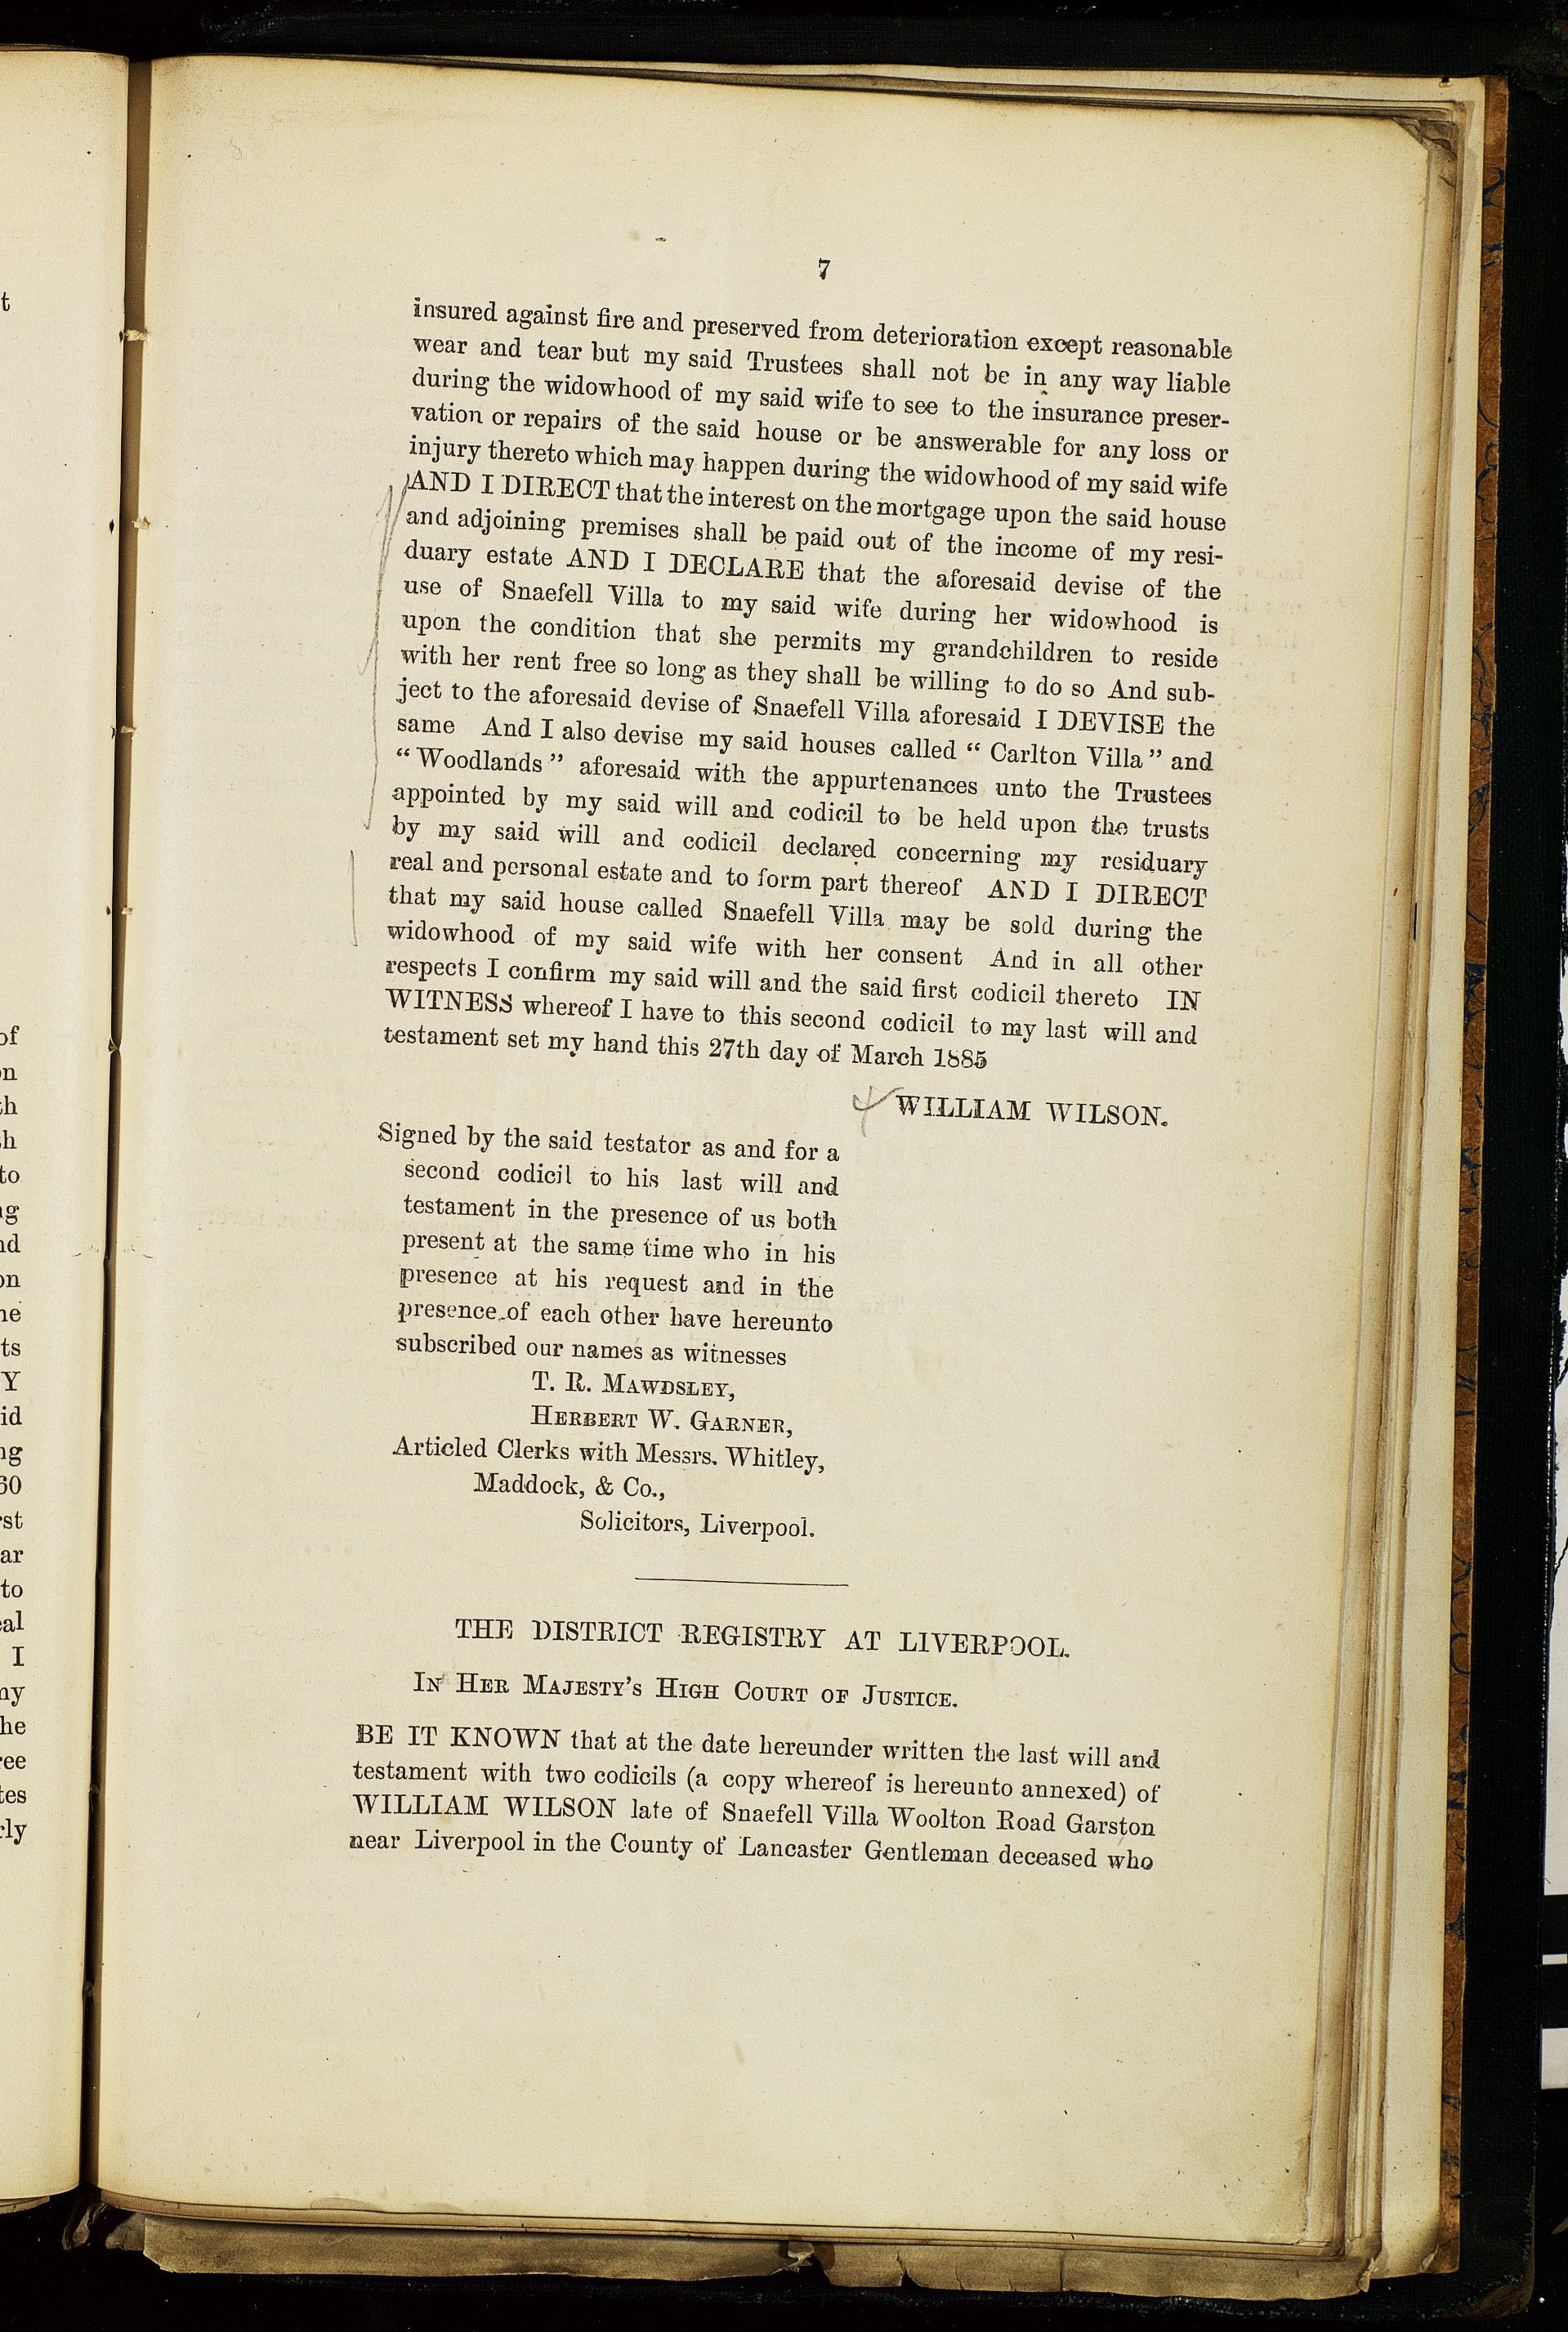 7
insured against fire and preserved from deterioration except reasonable
wear and tear but my said Trustees shall not be in any way liable
during the widowhood of my said wife to see to the insurance preser-
vation or repairs of the said house or be answerable for any loss or
injury thereto which may happen during the widowhood of my said wife
AND I DIRECT that the interest on the mortgage upon the said house
and adjoining premises shall be paid out of the income of my resi-
duary estate AND I DECLARE that the aforesaid devise of the
use of Snaefell Villa to my said wife during her widowhood is
upon the condition that she permits my grandchildren to reside
with her rent free so long as they shall be willing to do so And sub-
ject to the aforesaid devise of Snaefell Villa aforesaid I DEVISE the
same And I also devise my said houses called “ Carlton Villa ” and
“ Woodlands ” aforesaid with the appurtenances unto the Trustees
appointed by my said will and codicil to be held upon the trusts
by my said will and codicil declared concerning my residuary
real and personal estate and to form part thereof AND I DIRECT
that my said house called Snaefell Villa may be sold during the
widowhood of my said wife with her consent And in all other
respects I confirm my said will and the said first codicil thereto IN
WITNESS whereof I have to this second codicil to my last will and
testament set my hand this 27th day of March 1885
WILLIAM WILSON.
Signed by the said testator as and for a
second codicil to his last will and
testament in the presence of us both
present at the same time who in his
presence at his request and in the
presence of each other have hereunto
subscribed our names as witnesses
T. R. MAWDSLEY,
HERBERT W. GARNER,
Articled Clerks with Messrs. Whitley,
Maddock, & Co.,
Solicitors, Liverpool.
THE DISTRICT REGISTRY AT LIVERPOOL.
IN HER MAJESTY’S HIGH COURT OF JUSTICE.
BE IT KNOWN that at the date hereunder written the last will and
testament with two codicils (a copy whereof is hereunto annexed) of
WILLIAM WILSON late of Snaefell Villa Woolton Road Garston
near Liverpool in the County of Lancaster Gentleman deceased who